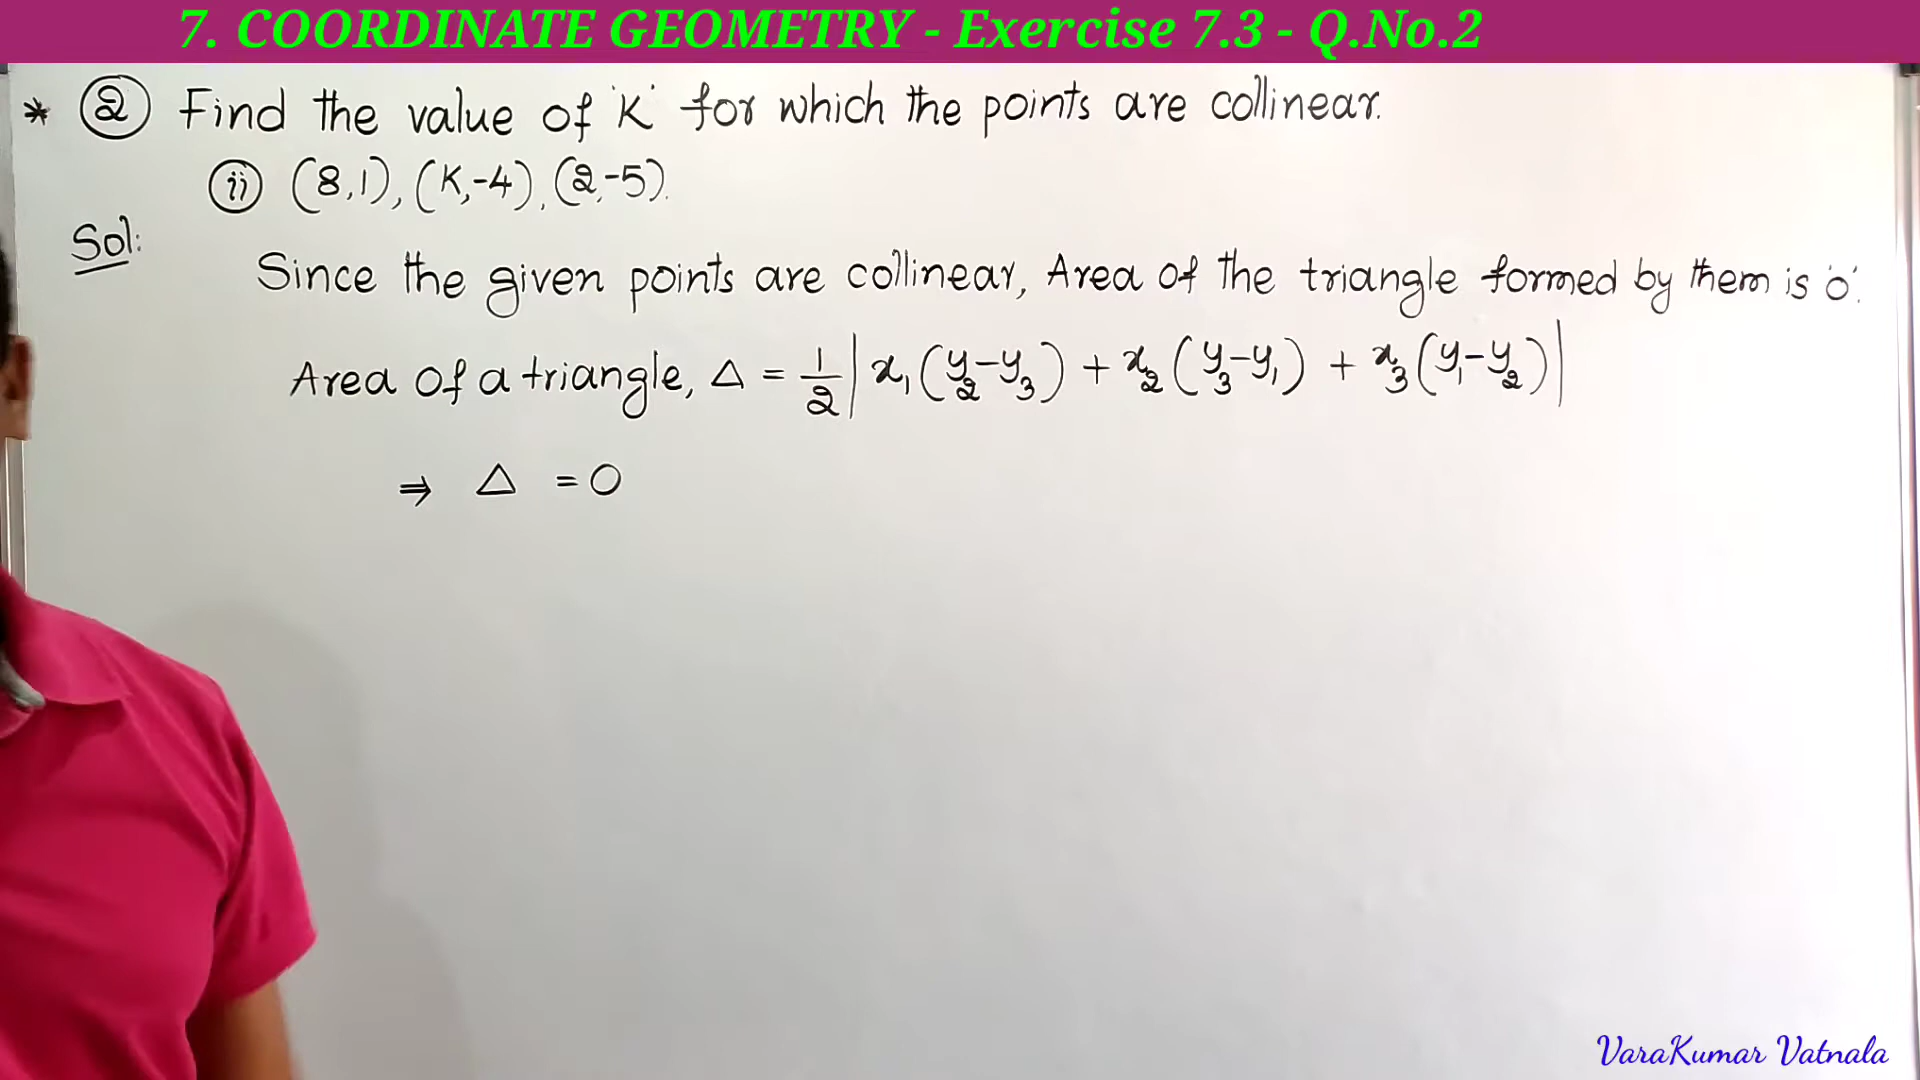 7. COORDINATE GEOMETRY - Exercise 7.3 - Q.No.2
* ② Find the value of 'K' for which the points are collinear.
(ii) (8,1), (K,-4), (2,-5).
Sol:
Since the given points are collinear, Area of the triangle formed by them is '0'.
Area of a triangle, △ = 1/2 | x₁(y₂-y₃) + x₂(y₃-y₁) + x₃(y₁-y₂) |
⇒ △ = 0
VaraKumar Vatnala